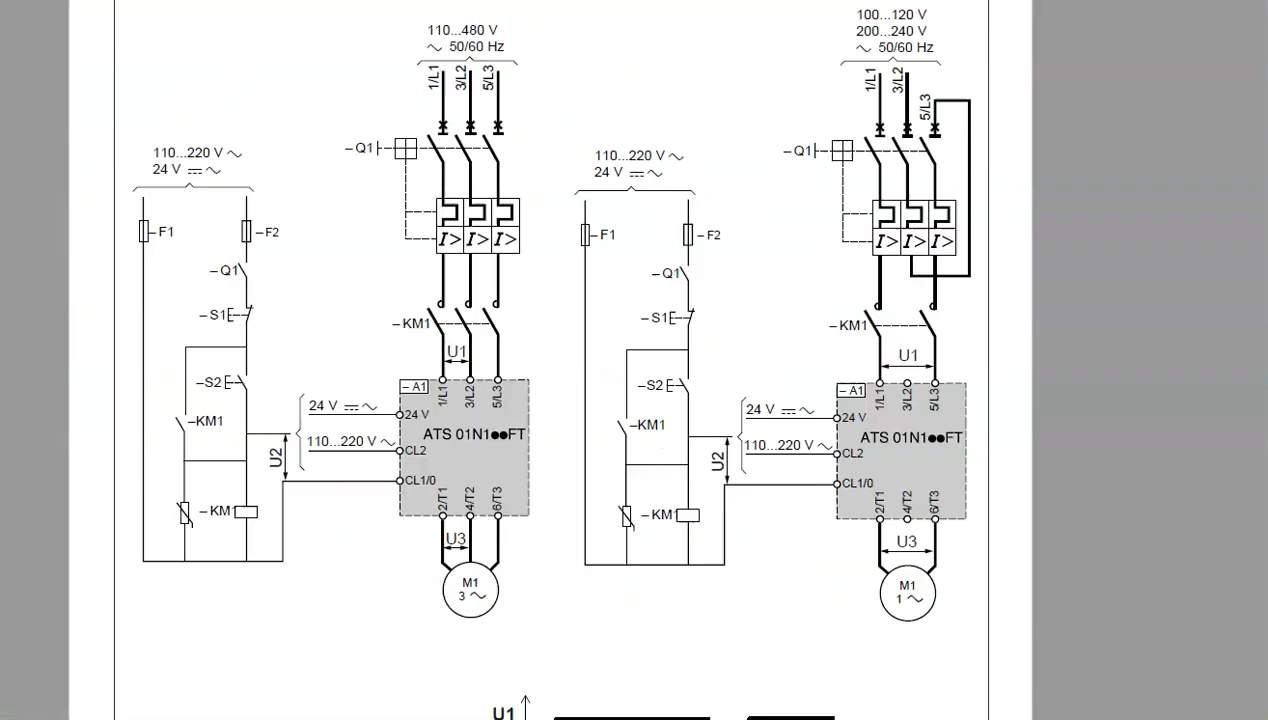 110...480 V
∼ 50/60 Hz
1/L1
3/L2
5/L3
–Q1
110...220 V ∼
24 V ⎓ ∼
–F1
–F2
–Q1
–S1
–S2
–KM1
–KM1
I>
I>
I>
–KM1
U1
–A1
1/L1
3/L2
5/L3
24 V ⎓ ∼
24 V
ATS 01N1●●FT
110...220 V ∼
CL2
U2
CL1/0
2/T1
4/T2
6/T3
U3
M1
3 ∼
100...120 V
200...240 V
∼ 50/60 Hz
1/L1
3/L2
5/L3
–Q1
110...220 V ∼
24 V ⎓ ∼
–F1
–F2
–Q1
–S1
–S2
–KM1
–KM1
I>
I>
I>
–KM1
U1
–A1
1/L1
3/L2
5/L3
24 V ⎓ ∼
24 V
ATS 01N1●●FT
110...220 V ∼
CL2
U2
CL1/0
2/T1
4/T2
6/T3
U3
M1
1 ∼
U1